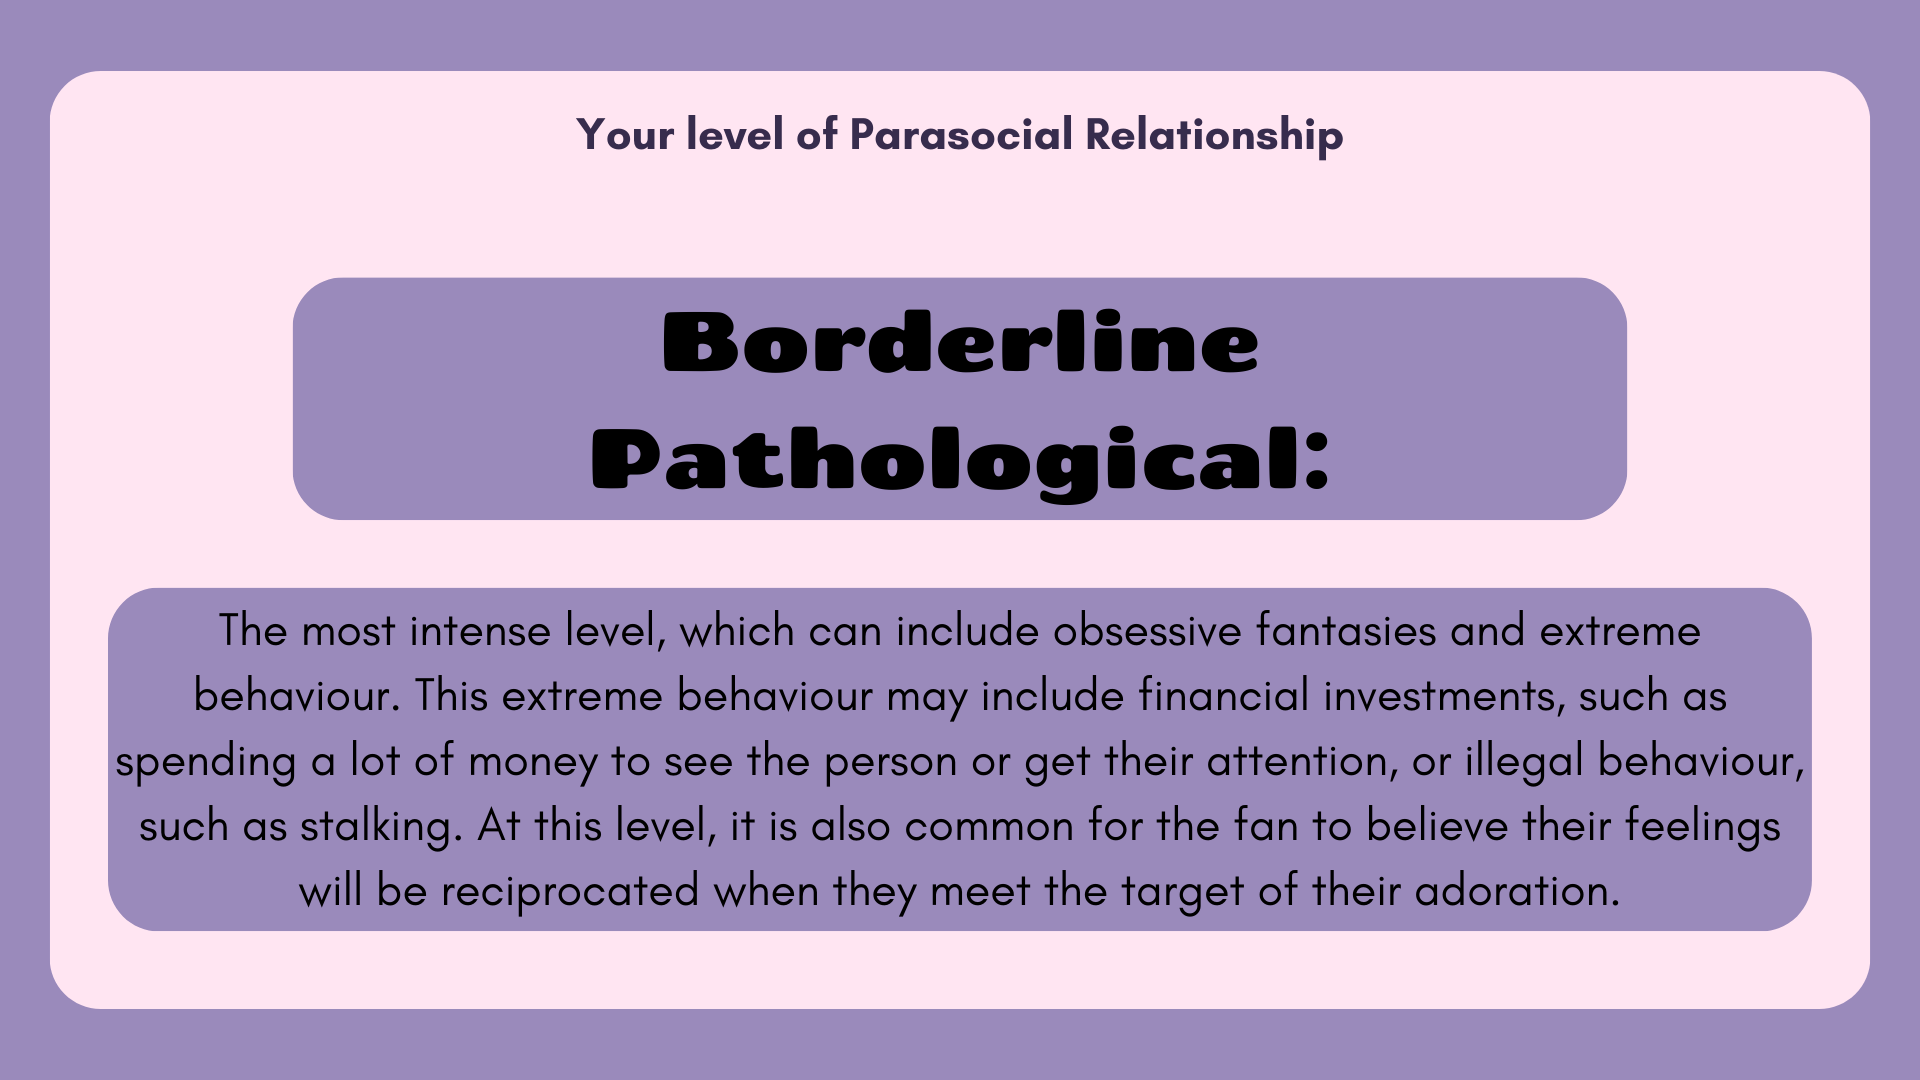 Your level of Parasocial Relationship
Borderline
Pathological:
The most intense level, which can include obsessive fantasies and extreme
behaviour. This extreme behaviour may include financial investments, such as
spending a lot of money to see the person or get their attention, or illegal behaviour,
such as stalking. At this level, it is also common for the fan to believe their feelings
will be reciprocated when they meet the target of their adoration.